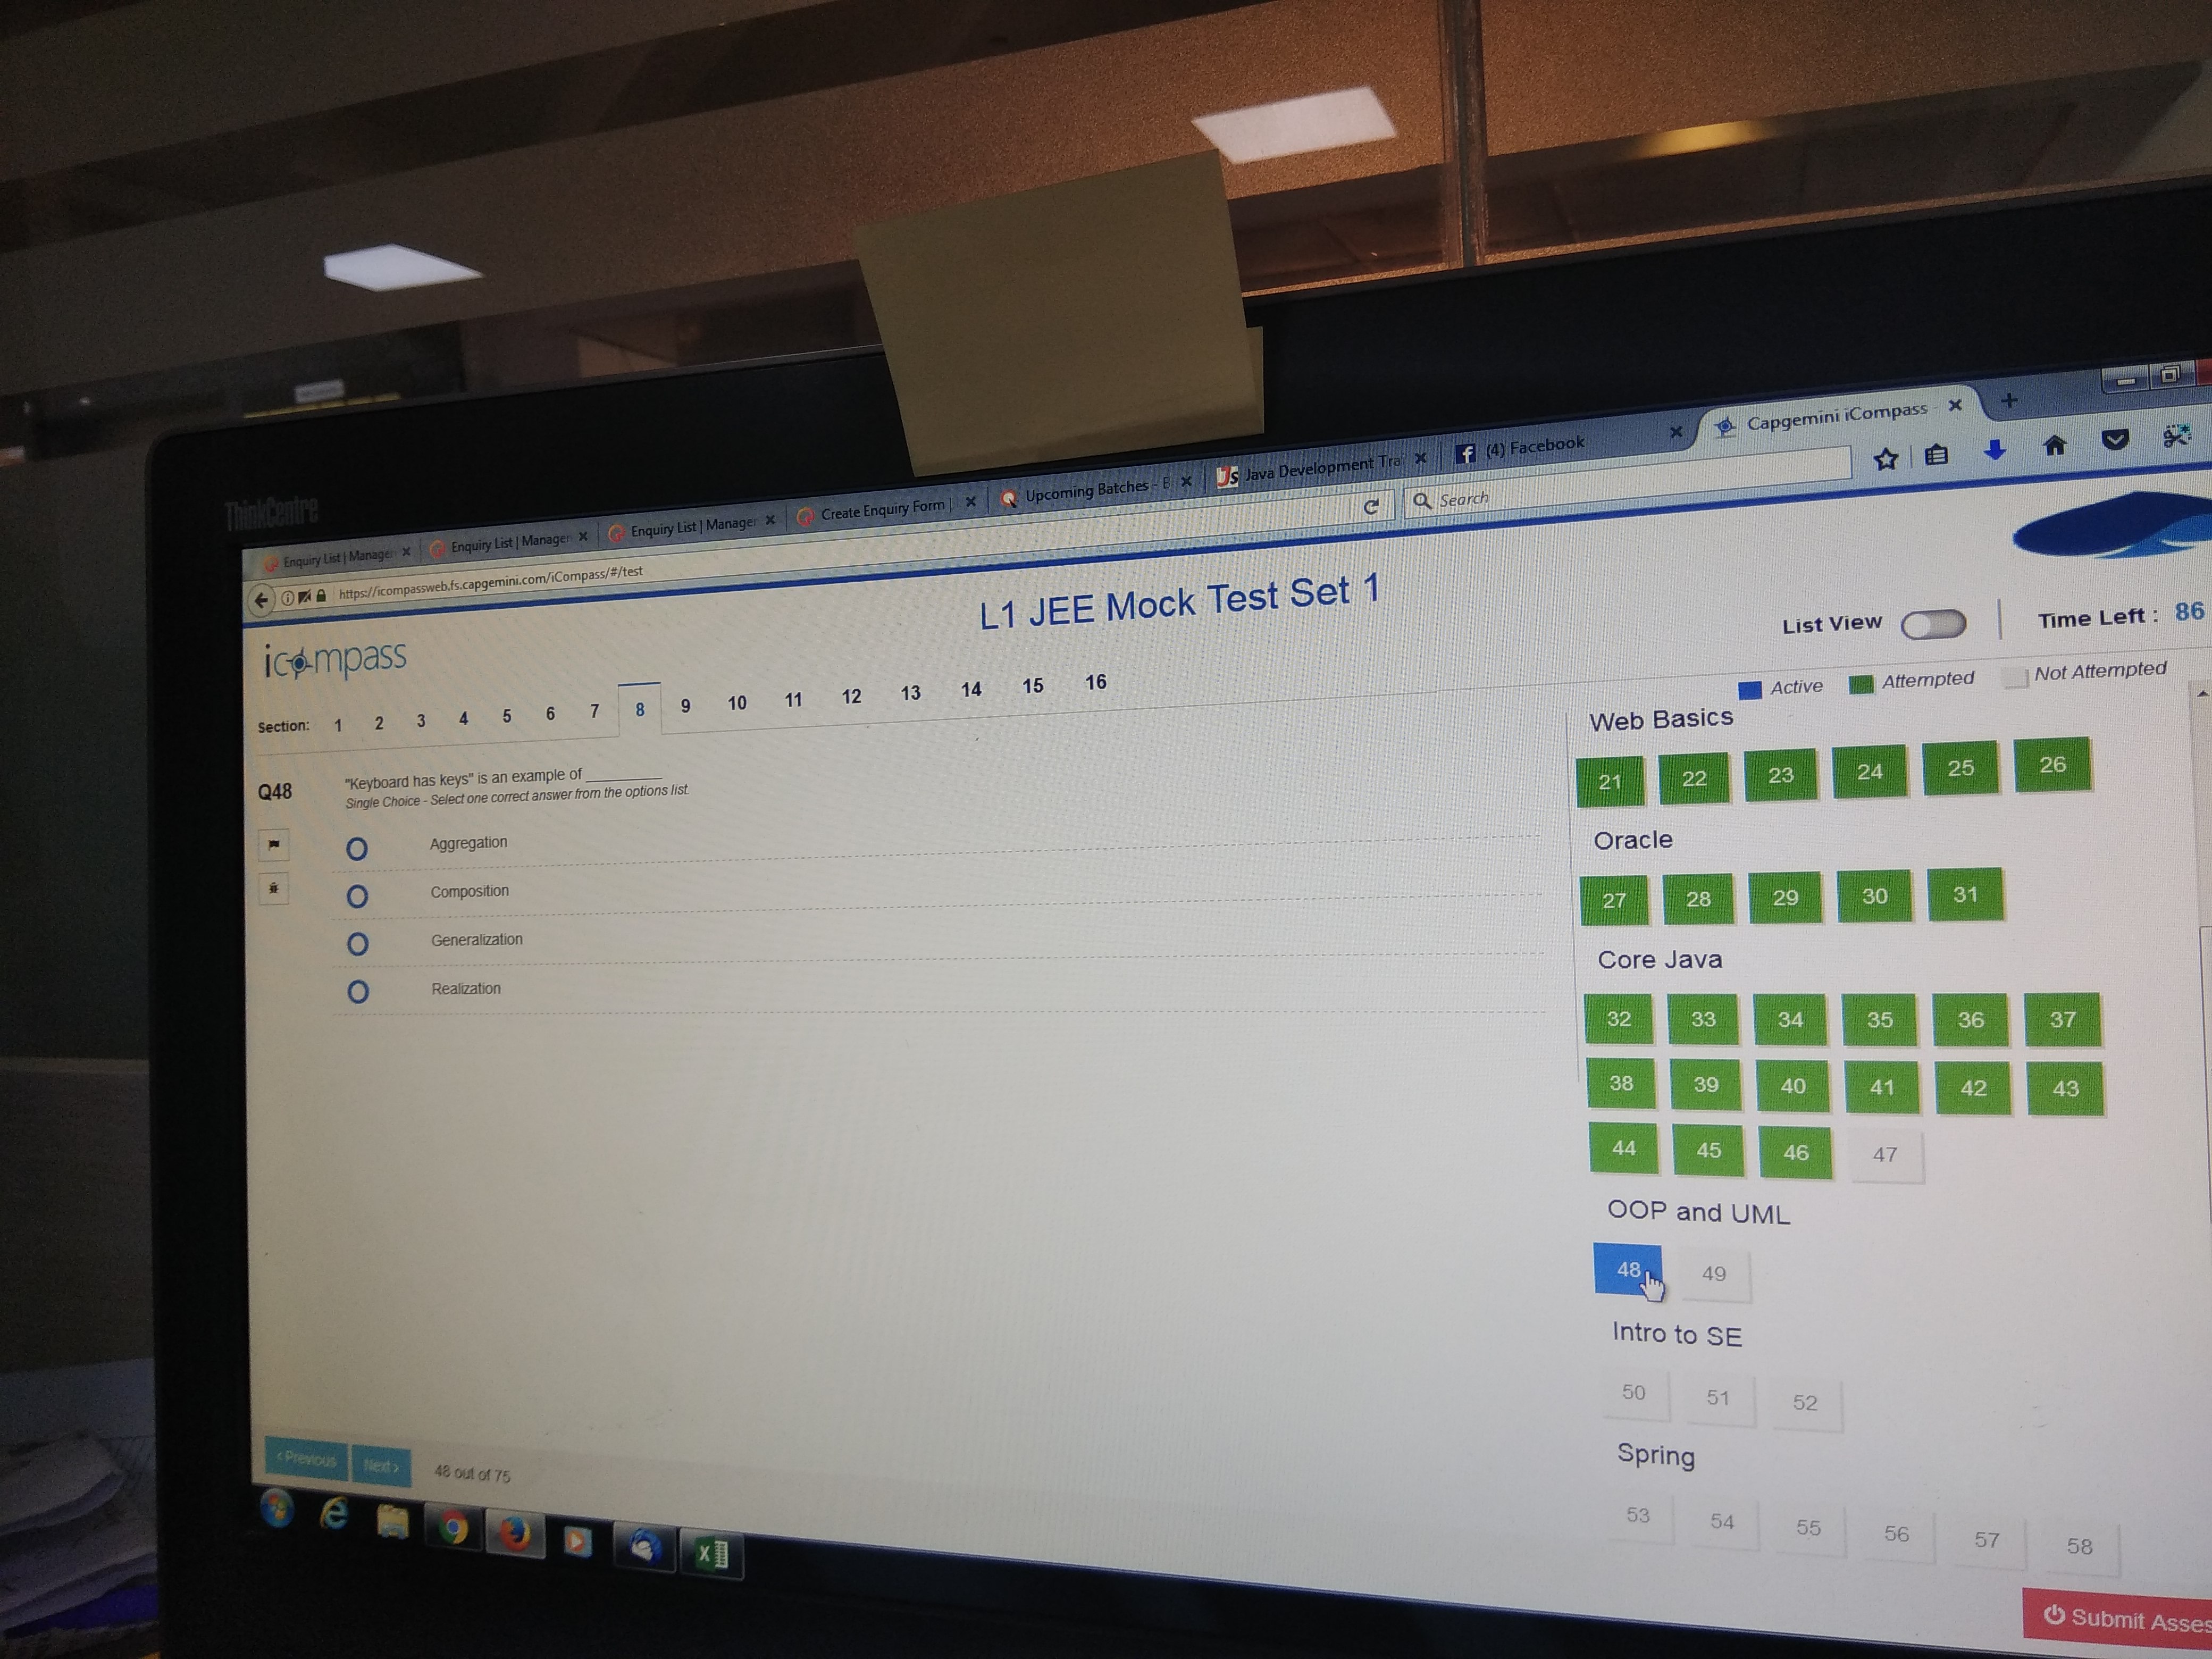 ThinkCentre
Enquiry List | Manager
Enquiry List | Manager
Enquiry List | Manager
Create Enquiry Form |
Upcoming Batches - B
Java Development Tra
(4) Facebook
Capgemini iCompass -
https://icompassweb.fs.capgemini.com/iCompass/#/test
Search
icompass
L1 JEE Mock Test Set 1
List View
Time Left : 86
Section: 1 2 3 4 5 6 7 8 9 10 11 12 13 14 15 16
Active Attempted Not Attempted
Q48
"Keyboard has keys" is an example of __________
Single Choice - Select one correct answer from the options list.
Aggregation
Composition
Generalization
Realization
Web Basics
21 22 23 24 25 26
Oracle
27 28 29 30 31
Core Java
32 33 34 35 36 37
38 39 40 41 42 43
44 45 46 47
OOP and UML
48 49
Intro to SE
50 51 52
Spring
53 54 55 56 57 58
< Previous Next > 48 out of 75
Submit Asses